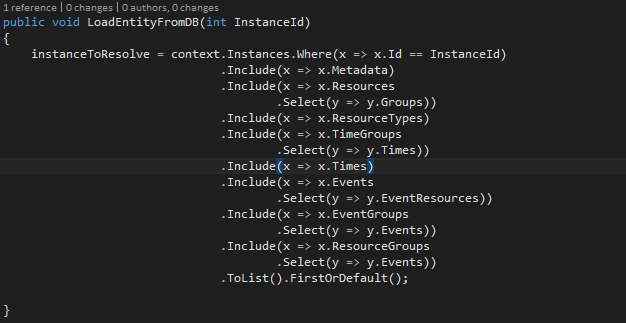 1 reference | 0 changes | 0 authors, 0 changes
public void LoadEntityFromDB(int InstanceId)
{
    instanceToResolve = context.Instances.Where(x => x.Id == InstanceId)
                              .Include(x => x.Metadata)
                              .Include(x => x.Resources
                                      .Select(y => y.Groups))
                              .Include(x => x.ResourceTypes)
                              .Include(x => x.TimeGroups
                                      .Select(y => y.Times))
                              .Include(x => x.Times)
                              .Include(x => x.Events
                                      .Select(y => y.EventResources))
                              .Include(x => x.EventGroups
                                      .Select(y => y.Events))
                              .Include(x => x.ResourceGroups
                                      .Select(y => y.Events))
                              .ToList().FirstOrDefault();
}